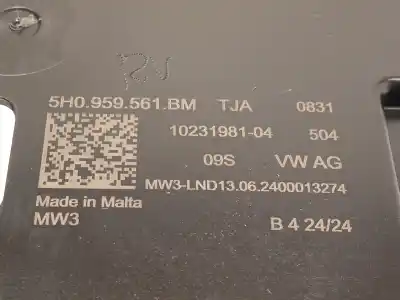 5H0.959.561.BM TJA 0831
10231981-04 504
09S VW AG
MW3-LND13.06.2400013274
Made in Malta
MW3 B 4 24/24